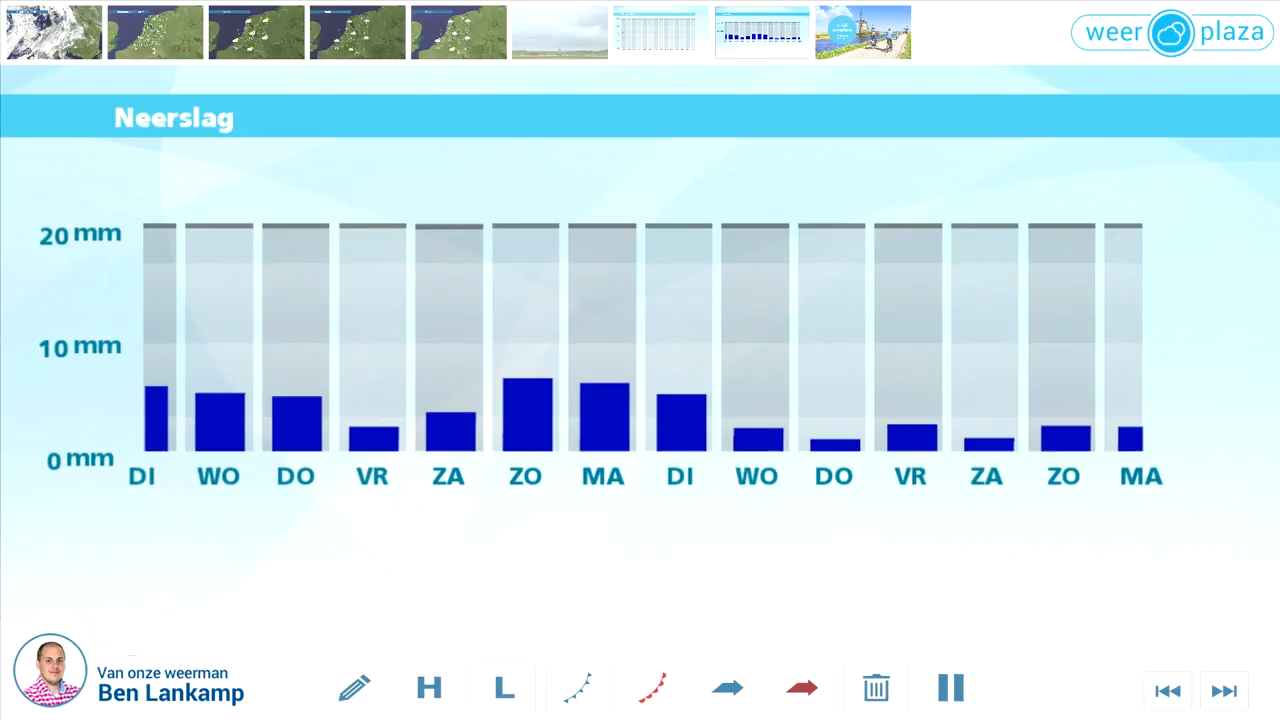 weer plaza
Neerslag
20 mm
10 mm
0 mm
DI WO DO VR ZA ZO MA DI WO DO VR ZA ZO MA
Van onze weerman
Ben Lankamp
H L